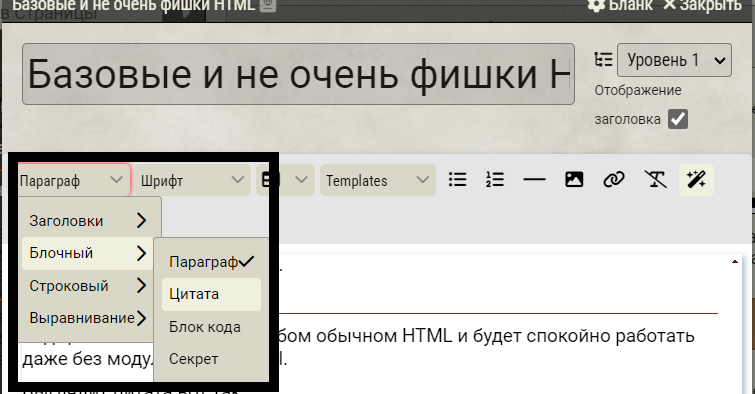 в Страницы
Базовые и не очень фишки HTML
Бланк
Закрыть
Базовые и не очень фишки H
Уровень 1
Отображение
заголовка
Параграф
Шрифт
Templates
Заголовки
Блочный
Строковый
Выравнивание
Параграф
Цитата
Блок кода
Секрет
бом обычном HTML и будет спокойно работать
даже без моду